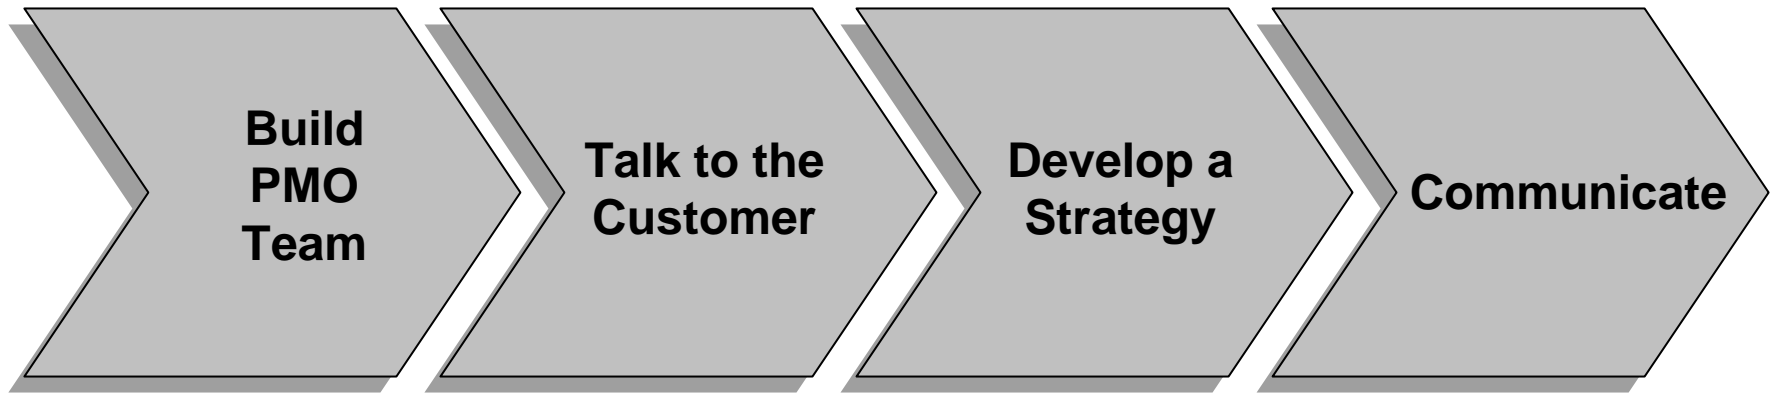 Build
PMO
Team
Talk to the
Customer
Develop a
Strategy
Communicate